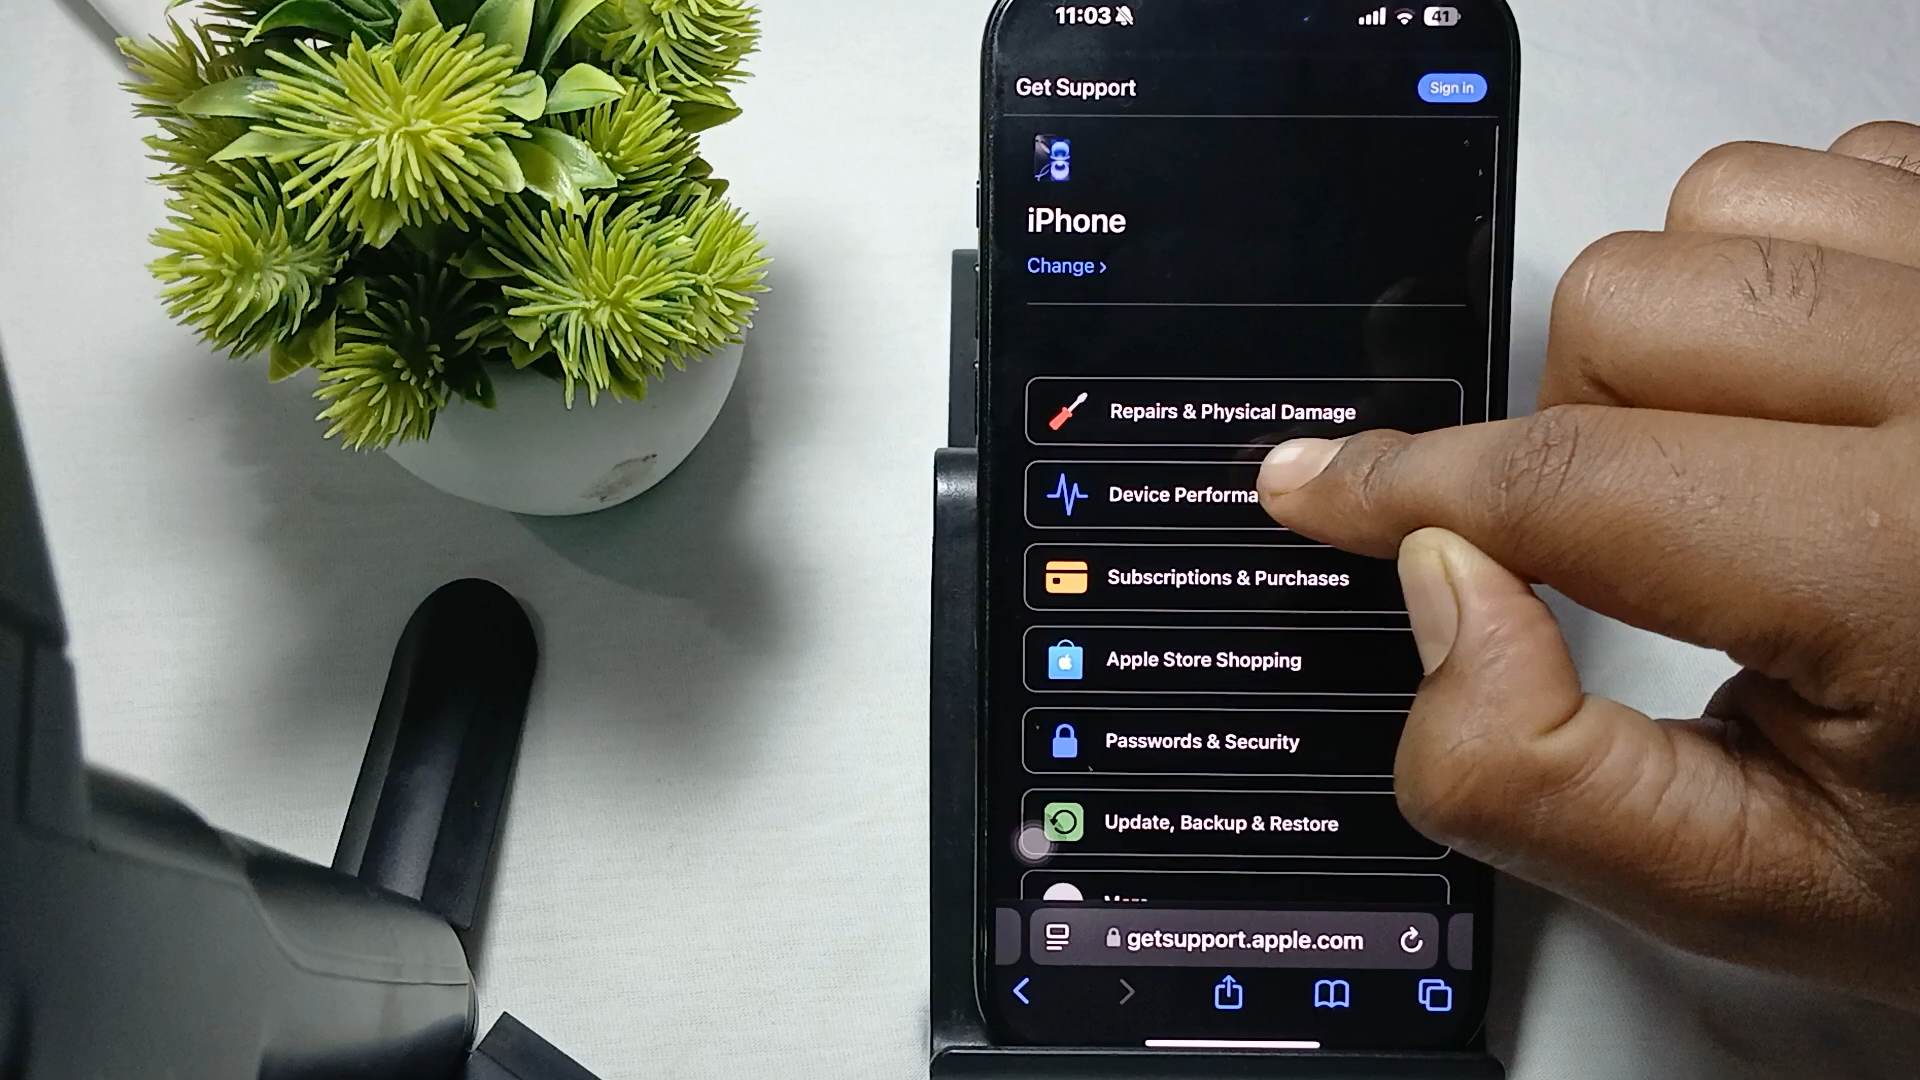 11:03
41
Get Support
Sign in
iPhone
Change ›
Repairs & Physical Damage
Device Performa
Subscriptions & Purchases
Apple Store Shopping
Passwords & Security
Update, Backup & Restore
getsupport.apple.com